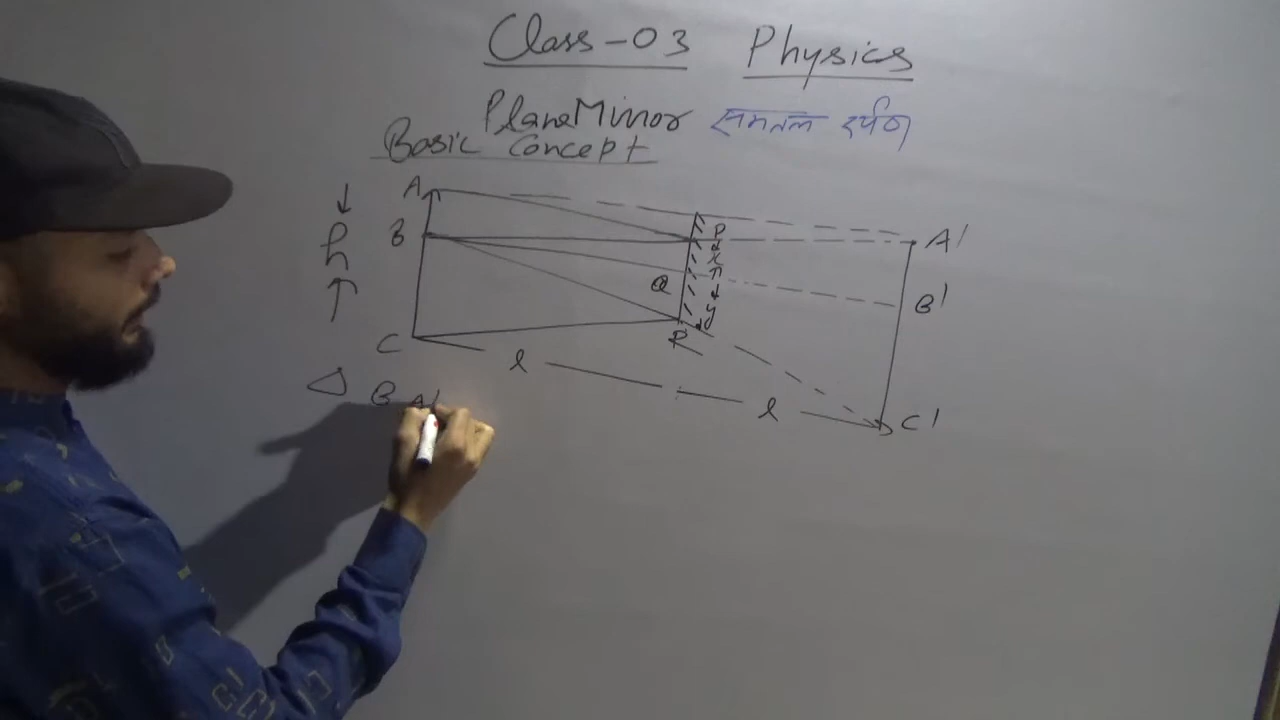 Class-03 Physics
Plane Mirror समतल दर्पण
Basic Concept
A
B
h
C
P
x
Q
y
R
A'
B'
C'
l
l
Δ B A'